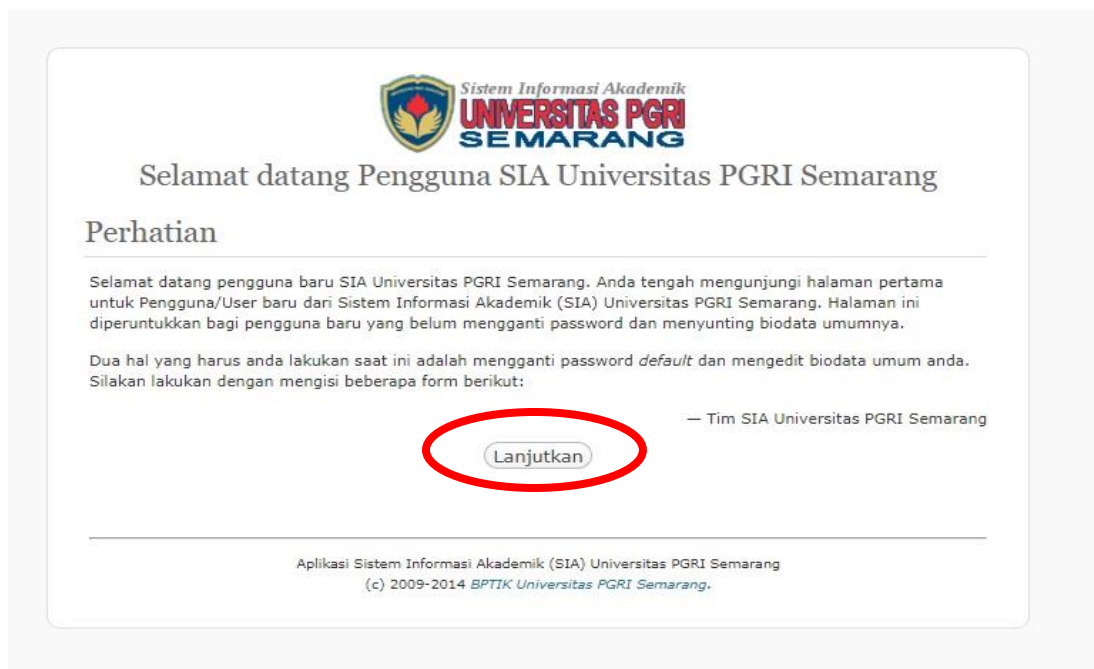 Sistem Informasi Akademik
UNIVERSITAS PGRI
SEMARANG
Selamat datang Pengguna SIA Universitas PGRI Semarang
Perhatian
Selamat datang pengguna baru SIA Universitas PGRI Semarang. Anda tengah mengunjungi halaman pertama
untuk Pengguna/User baru dari Sistem Informasi Akademik (SIA) Universitas PGRI Semarang. Halaman ini
diperuntukkan bagi pengguna baru yang belum mengganti password dan menyunting biodata umumnya.
Dua hal yang harus anda lakukan saat ini adalah mengganti password default dan mengedit biodata umum anda.
Silakan lakukan dengan mengisi beberapa form berikut:
— Tim SIA Universitas PGRI Semarang
Lanjutkan
Aplikasi Sistem Informasi Akademik (SIA) Universitas PGRI Semarang
(c) 2009-2014 BPTIK Universitas PGRI Semarang.